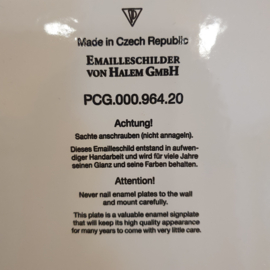 Made in Czech Republic
EMAILLESCHILDER
VON HALEM GMBH
PCG.000.964.20
Achtung!
Sachte anschrauben (nicht annageln).
Dieses Emailleschild entstand in aufwen-
diger Handarbeit und wird für viele Jahre
seinen Glanz und seine Farben behalten.
Attention!
Never nail enamel plates to the wall
and mount carefully.
This plate is a valuable enamel signplate
that will keep its high quality appearance
for many years to come with very little care.